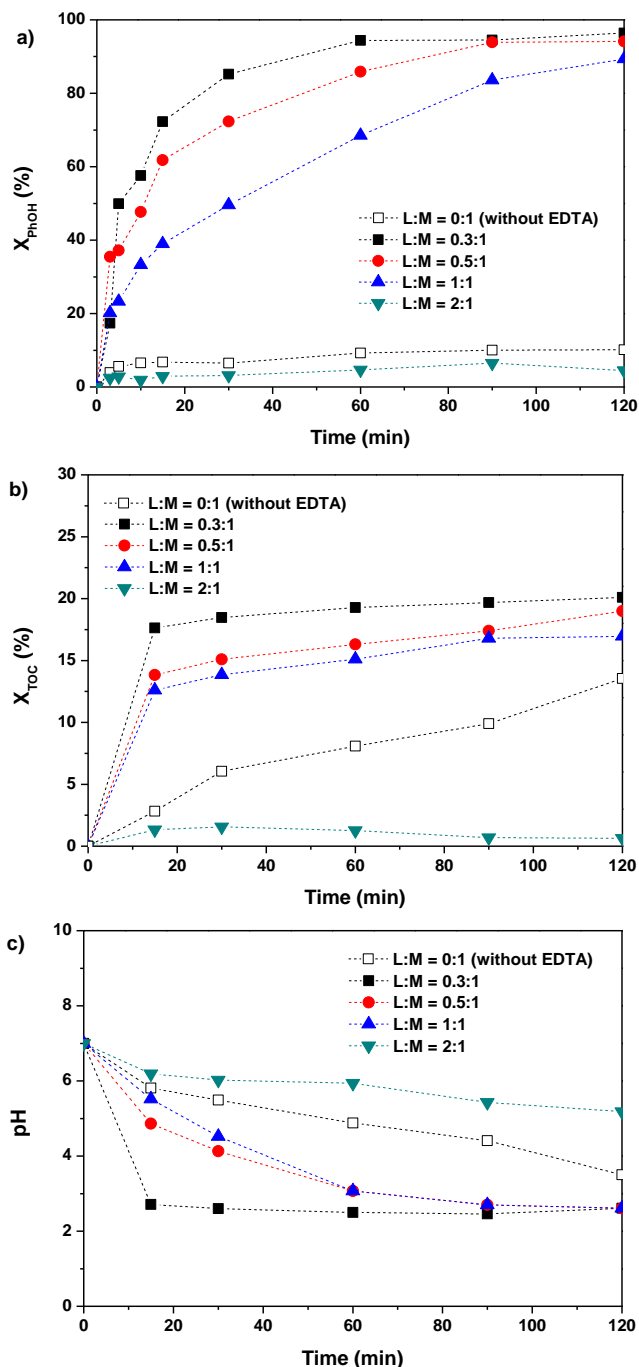 a)
100
80
60
40
20
0
X_PhOH (%)
L:M = 0:1 (without EDTA)
L:M = 0.3:1
L:M = 0.5:1
L:M = 1:1
L:M = 2:1
0 20 40 60 80 100 120
Time (min)
b)
30
25
20
15
10
5
0
X_TOC (%)
L:M = 0:1 (without EDTA)
L:M = 0.3:1
L:M = 0.5:1
L:M = 1:1
L:M = 2:1
0 20 40 60 80 100 120
Time (min)
c)
10
8
6
4
2
0
pH
L:M = 0:1 (without EDTA)
L:M = 0.3:1
L:M = 0.5:1
L:M = 1:1
L:M = 2:1
0 20 40 60 80 100 120
Time (min)